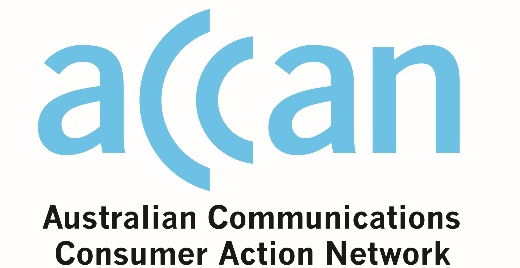 accan
Australian Communications
Consumer Action Network